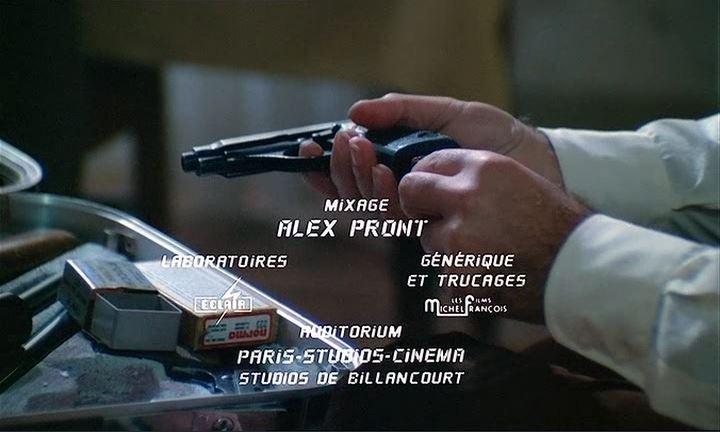 MiXAGE
ALEX PRONT
LABORATOIRES
ECLAIR
GÉNÉRIQUE
ET TRUCAGES
LES FILMS
MICHEL FRANÇOIS
AUDITORIUM
PARiS-STUDiOS-CiNEMA
STUDIOS DE BiLLANCOURT
norma